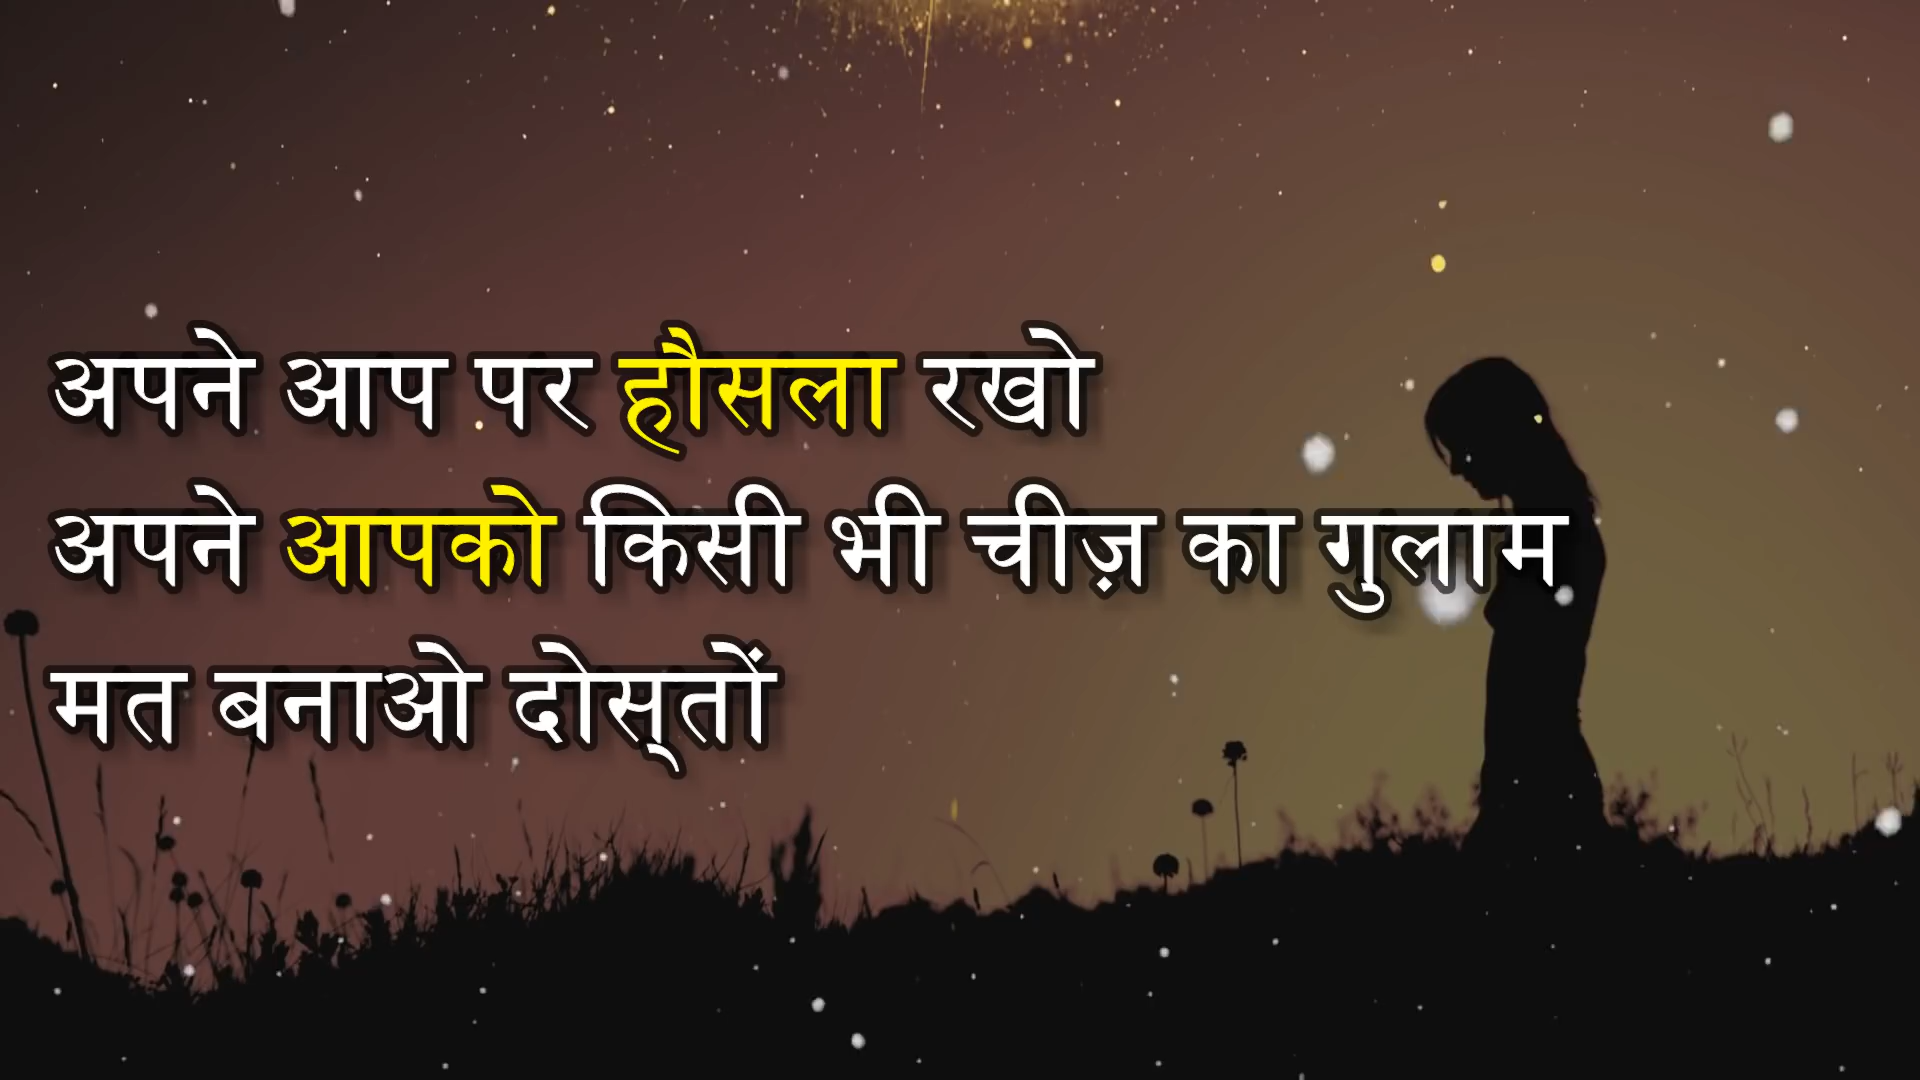 अपने आप पर हौसला रखो
अपने आपको किसी भी चीज़ का गुलाम
मत बनाओ दोस्तों